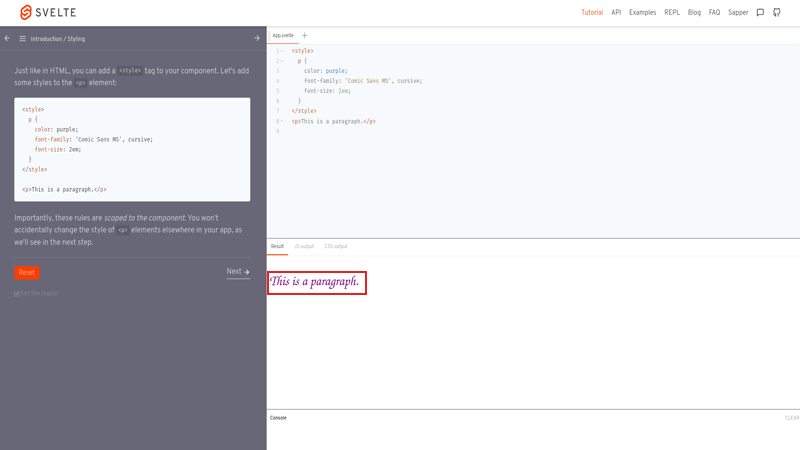 SVELTE
Tutorial API Examples REPL Blog FAQ Sapper
Introduction / Styling
Just like in HTML, you can add a <style> tag to your component. Let's add
some styles to the <p> element:
<style>
p {
color: purple;
font-family: 'Comic Sans MS', cursive;
font-size: 2em;
}
</style>
<p>This is a paragraph.</p>
Importantly, these rules are scoped to the component. You won't
accidentally change the style of <p> elements elsewhere in your app, as
we'll see in the next step.
Reset
Next
Edit this chapter
App.svelte
1 <style>
2 p {
3 color: purple;
4 font-family: 'Comic Sans MS', cursive;
5 font-size: 2em;
6 }
7 </style>
8 <p>This is a paragraph.</p>
9
Result JS output CSS output
This is a paragraph.
Console
CLEAR